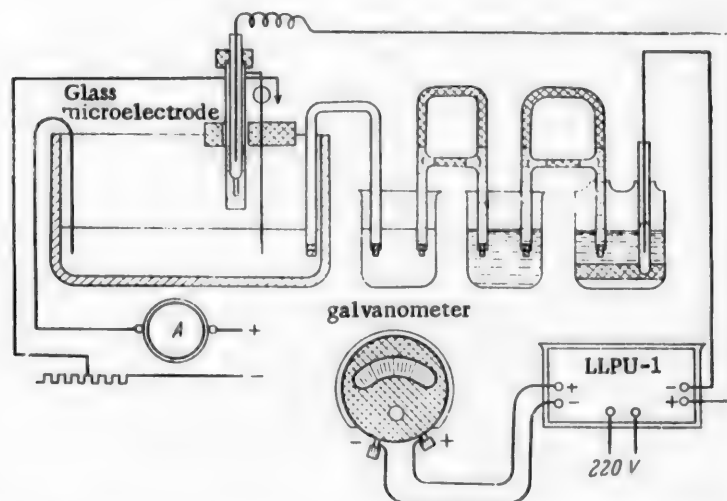 Glass
microelectrode
A
+
-
galvanometer
-
+
LLPU-1
+
-
-
+
220 V